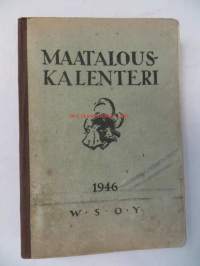 MAATALOUS-
KALENTERI
1946
W·S·O·Y